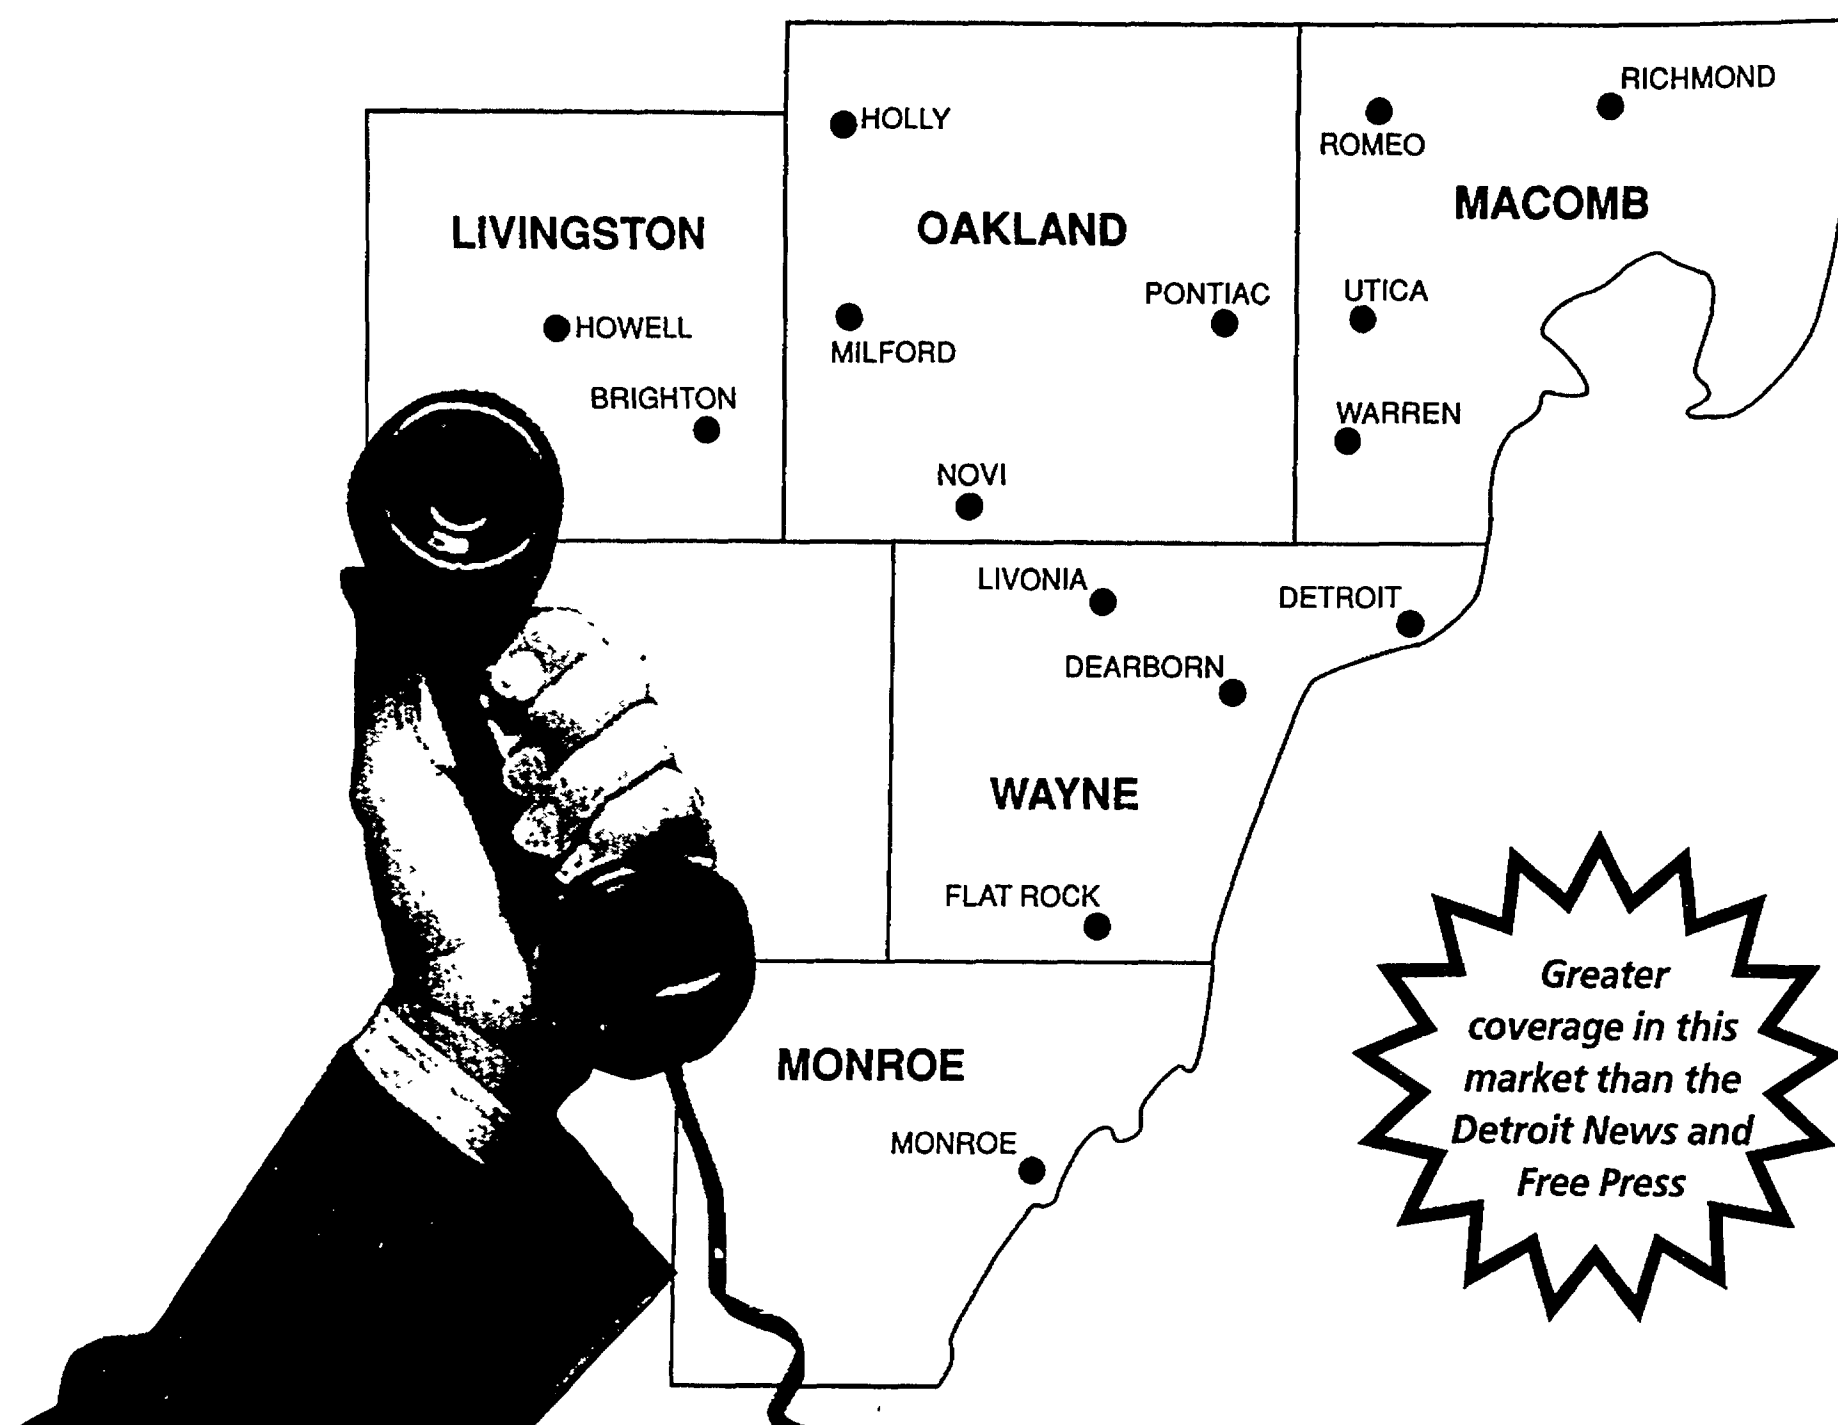 RICHMOND
HOLLY
ROMEO
MACOMB
LIVINGSTON
OAKLAND
PONTIAC
UTICA
HOWELL
MILFORD
BRIGHTON
WARREN
NOVI
LIVONIA
DETROIT
DEARBORN
WAYNE
FLAT ROCK
MONROE
MONROE
Greater
coverage in this
market than the
Detroit News and
Free Press